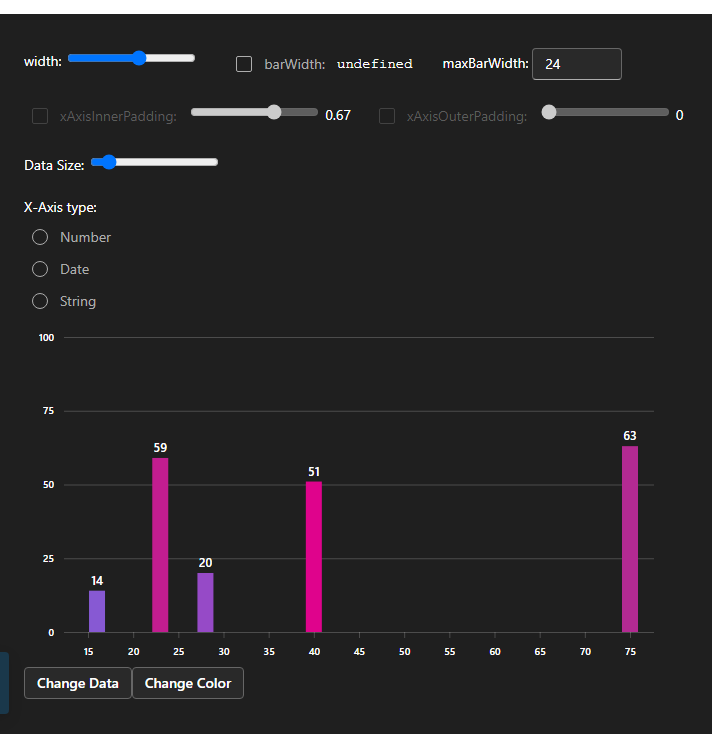 width: barWidth: undefined maxBarWidth: 24
xAxisInnerPadding: 0.67 xAxisOuterPadding: 0
Data Size:
X-Axis type:
Number
Date
String
100
75
63
59
51
50
25
20
14
0
15 20 25 30 35 40 45 50 55 60 65 70 75
Change Data Change Color